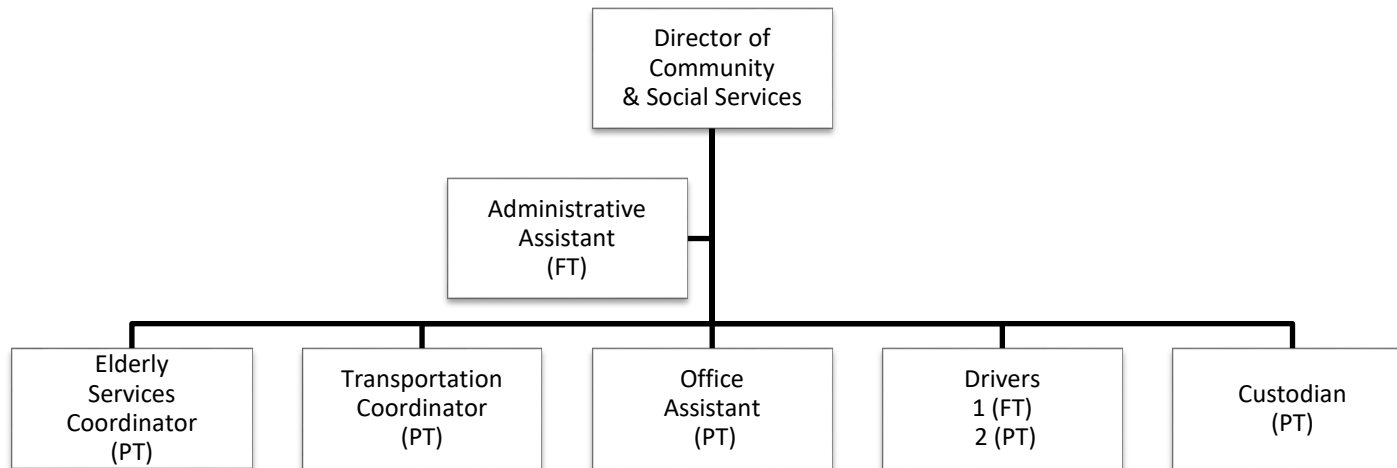 Director of
Community
& Social Services
Administrative
Assistant
(FT)
Elderly
Services
Coordinator
(PT)
Transportation
Coordinator
(PT)
Office
Assistant
(PT)
Drivers
1 (FT)
2 (PT)
Custodian
(PT)